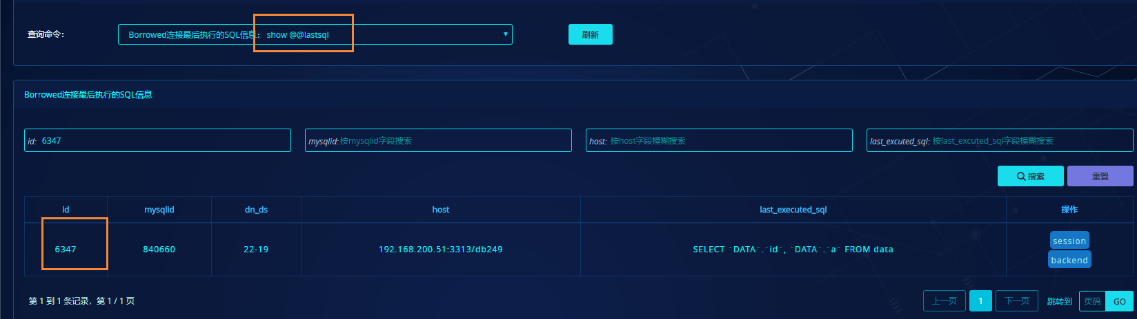 查询命令: Borrowed连接最后执行的SQL信息: show @@lastsql ▼ 刷新
Borrowed连接最后执行的SQL信息
id: 6347 mysqlid: 按mysqlid字段搜索 host: 按host字段模糊搜索 last_excuted_sql: 按last_excuted_sql字段模糊搜索
搜索 重置
id mysqlid dn_ds host last_executed_sql 操作
6347 840660 22-19 192.168.200.51:3313/db249 SELECT `DATA`.`id`, `DATA`.`a` FROM data session
backend
第 1 到 1 条记录, 第 1 / 1 页 上一页 1 下一页 跳转到 页码 GO